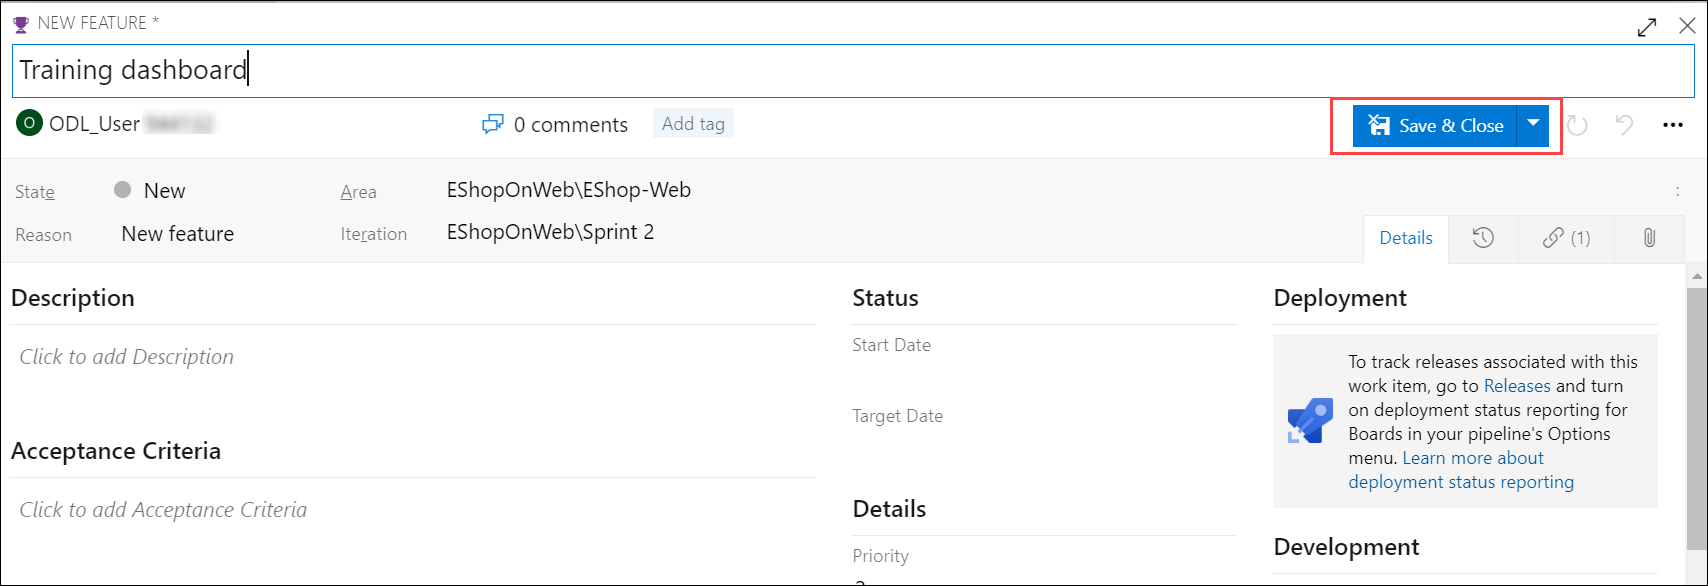 NEW FEATURE *
Training dashboard
O ODL_User
0 comments
Add tag
Save & Close
State
New
Area
EShopOnWeb\EShop-Web
Reason
New feature
Iteration
EShopOnWeb\Sprint 2
Details
(1)
Description
Click to add Description
Acceptance Criteria
Click to add Acceptance Criteria
Status
Start Date
Target Date
Details
Priority
Deployment
To track releases associated with this
work item, go to Releases and turn
on deployment status reporting for
Boards in your pipeline's Options
menu. Learn more about
deployment status reporting
Development